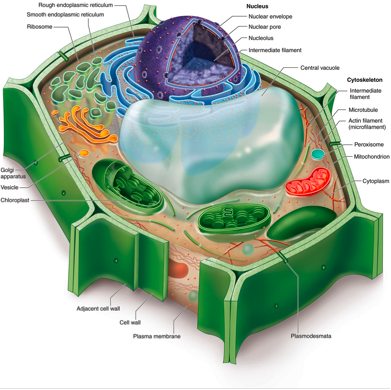 Rough endoplasmic reticulum
Smooth endoplasmic reticulum
Ribosome
Nucleus
Nuclear envelope
Nuclear pore
Nucleolus
Intermediate filament
Central vacuole
Cytoskeleton
Intermediate
filament
Microtubule
Actin filament
(microfilament)
Peroxisome
Mitochondrion
Cytoplasm
Golgi
apparatus
Vesicle
Chloroplast
Adjacent cell wall
Cell wall
Plasma membrane
Plasmodesmata